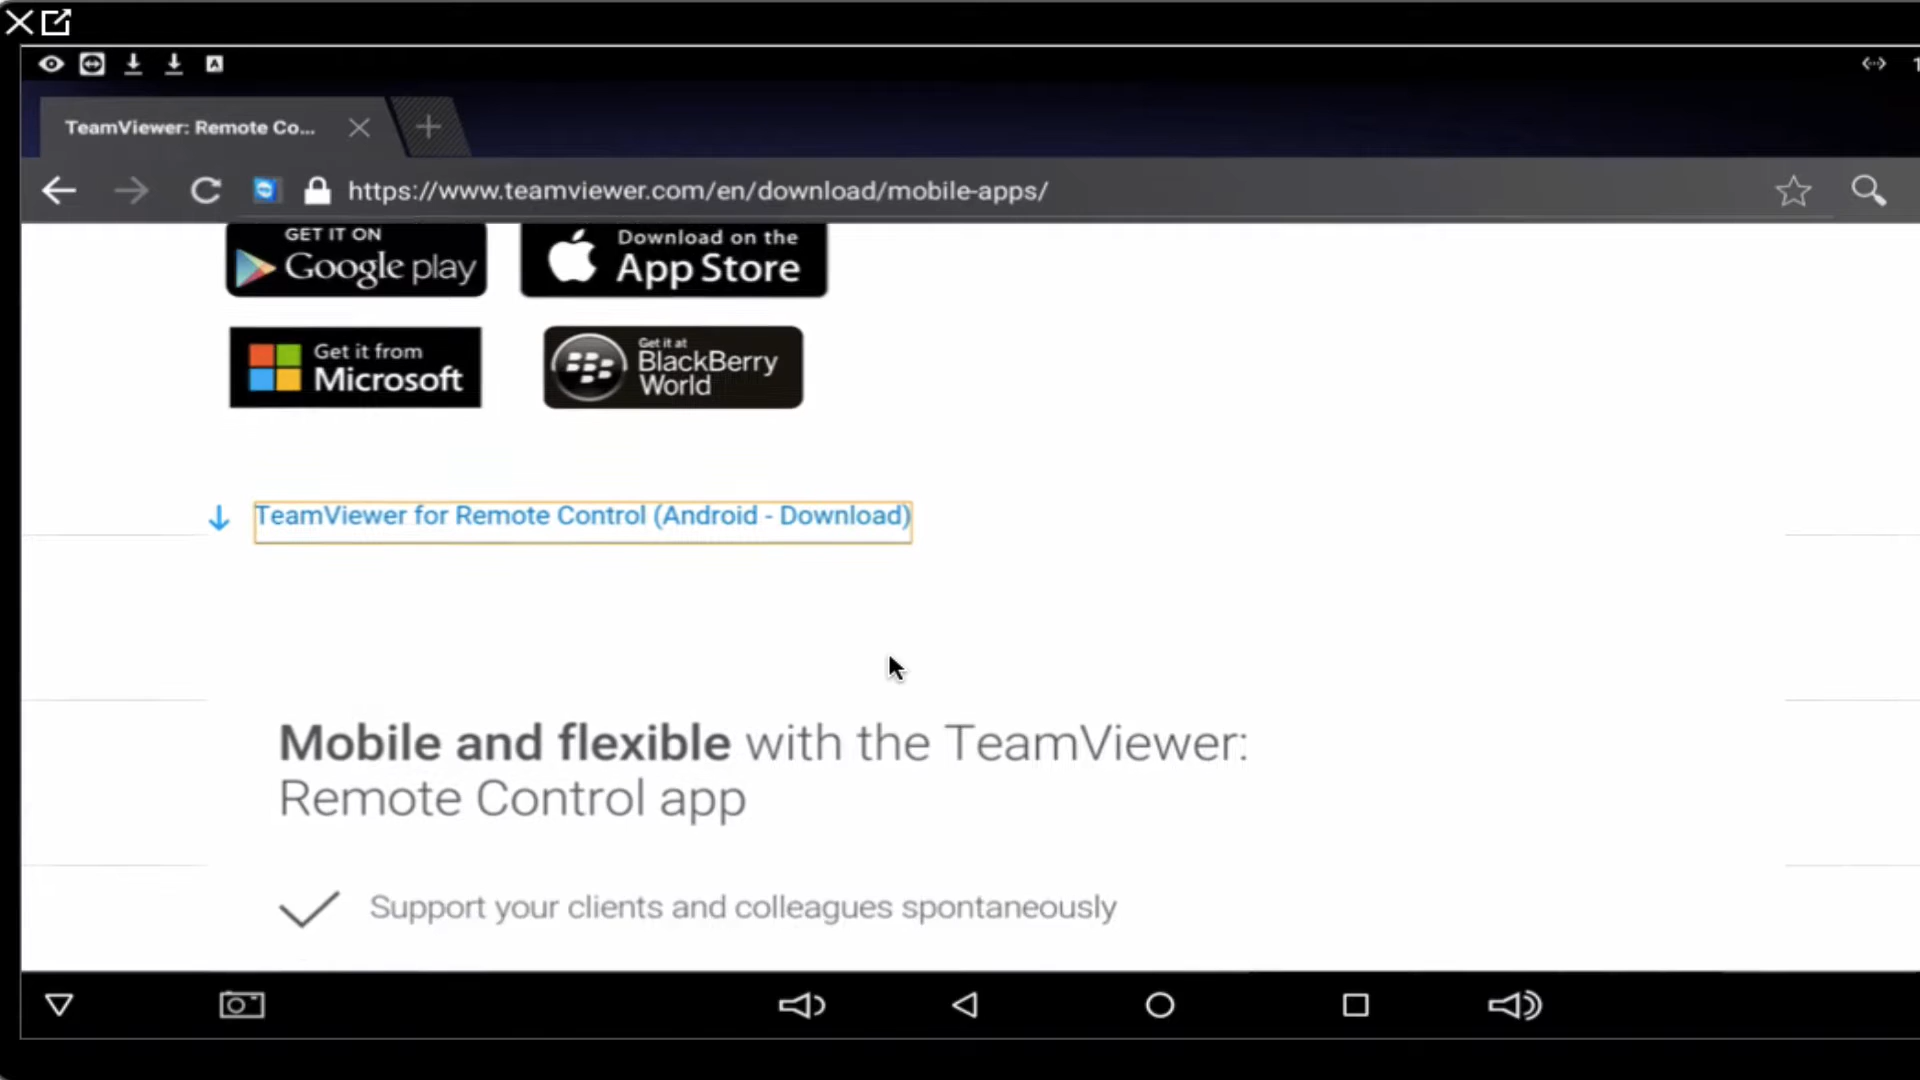 TeamViewer: Remote Co...
https://www.teamviewer.com/en/download/mobile-apps/
GET IT ON
Google play
Download on the
App Store
Get it from
Microsoft
Get it at
BlackBerry
World
TeamViewer for Remote Control (Android - Download)
Mobile and flexible with the TeamViewer:
Remote Control app
Support your clients and colleagues spontaneously